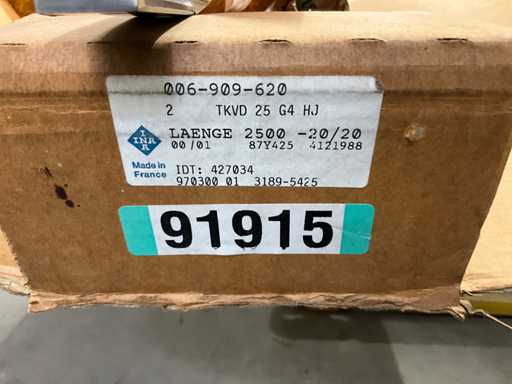 006-909-620
2 TKVD 25 G4 HJ
LAENGE 2500 -20/20
00/01 87Y425 4121988
INA
Made in
France
IDT: 427034
970300 01 3189-5425
91915